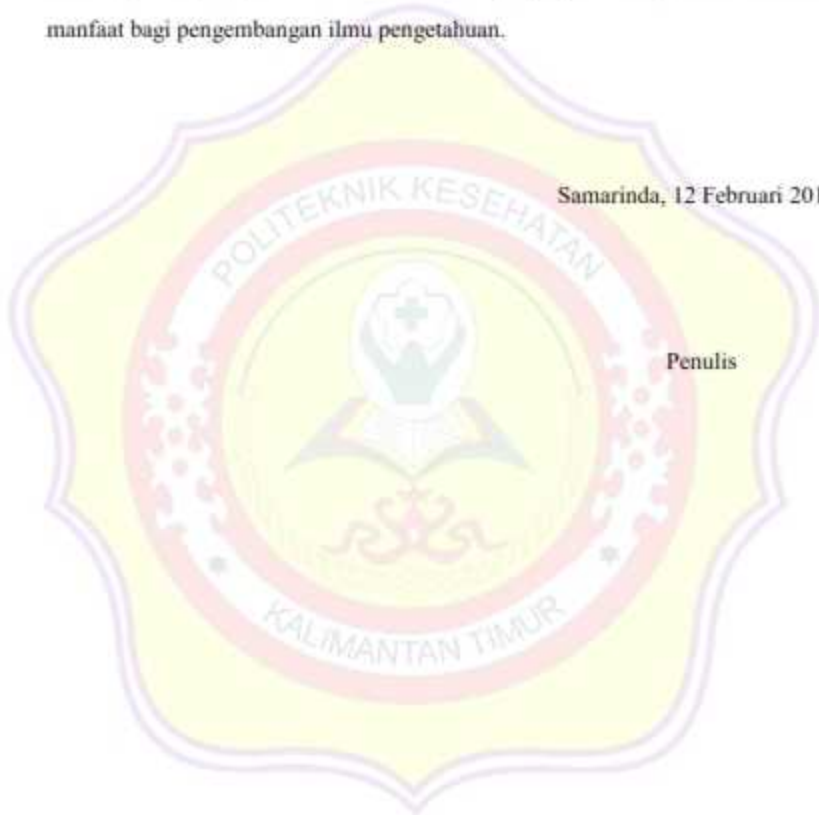 manfaat bagi pengembangan ilmu pengetahuan.
POLITEKNIK KESEHATAN
Samarinda, 12 Februari 201
Penulis
KALIMANTAN TIMUR